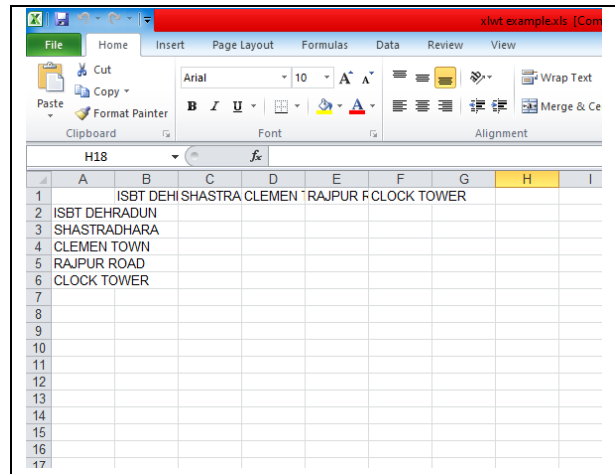 xlwt example.xls [Com
File Home Insert Page Layout Formulas Data Review View
Paste
Cut
Copy
Format Painter
Clipboard
Arial 10 A A
B I U A
Font
Wrap Text
Merge & Ce
Alignment
H18 fx
A B C D E F G H I
1 ISBT DEHI SHASTRA CLEMEN T RAJPUR F CLOCK TOWER
2 ISBT DEHRADUN
3 SHASTRADHARA
4 CLEMEN TOWN
5 RAJPUR ROAD
6 CLOCK TOWER
7
8
9
10
11
12
13
14
15
16
17